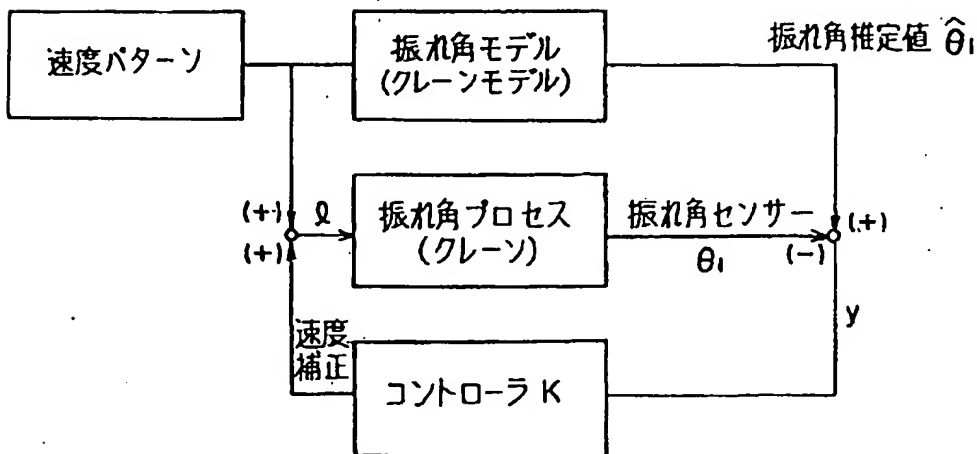 速度パターン
振れ角モデル
(クレーンモデル)
振れ角推定値 θ̂₁
(+)
(+)
ℓ
振れ角プロセス
(クレーン)
振れ角センサー
θ₁
(+)
(-)
y
速度
補正
コントローラ K